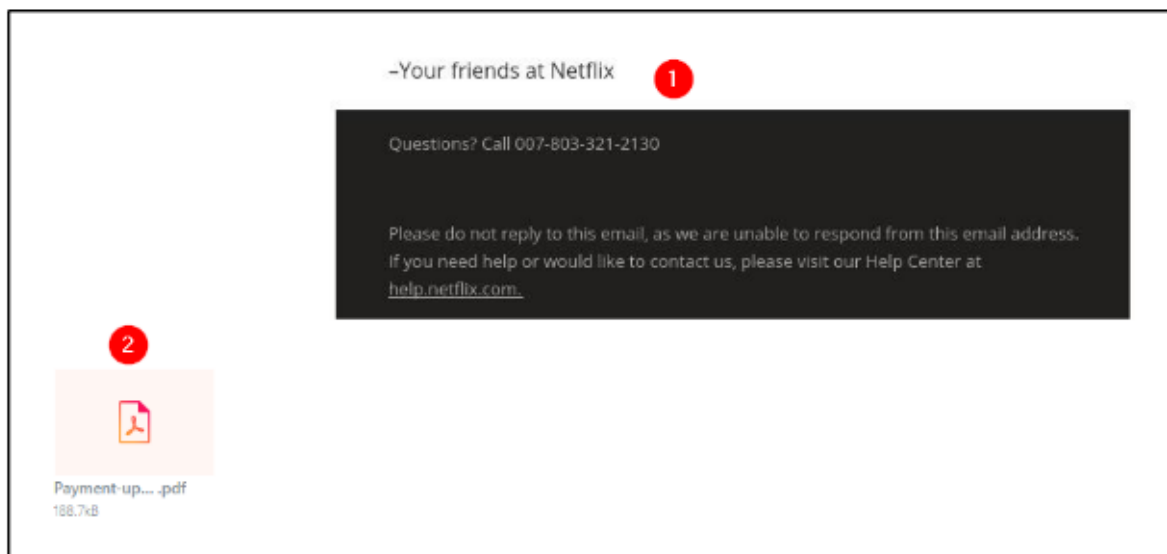 –Your friends at Netflix
1
Questions? Call 007-803-321-2130
Please do not reply to this email, as we are unable to respond from this email address.
If you need help or would like to contact us, please visit our Help Center at
help.netflix.com.
2
Payment-up... .pdf
188.7kB